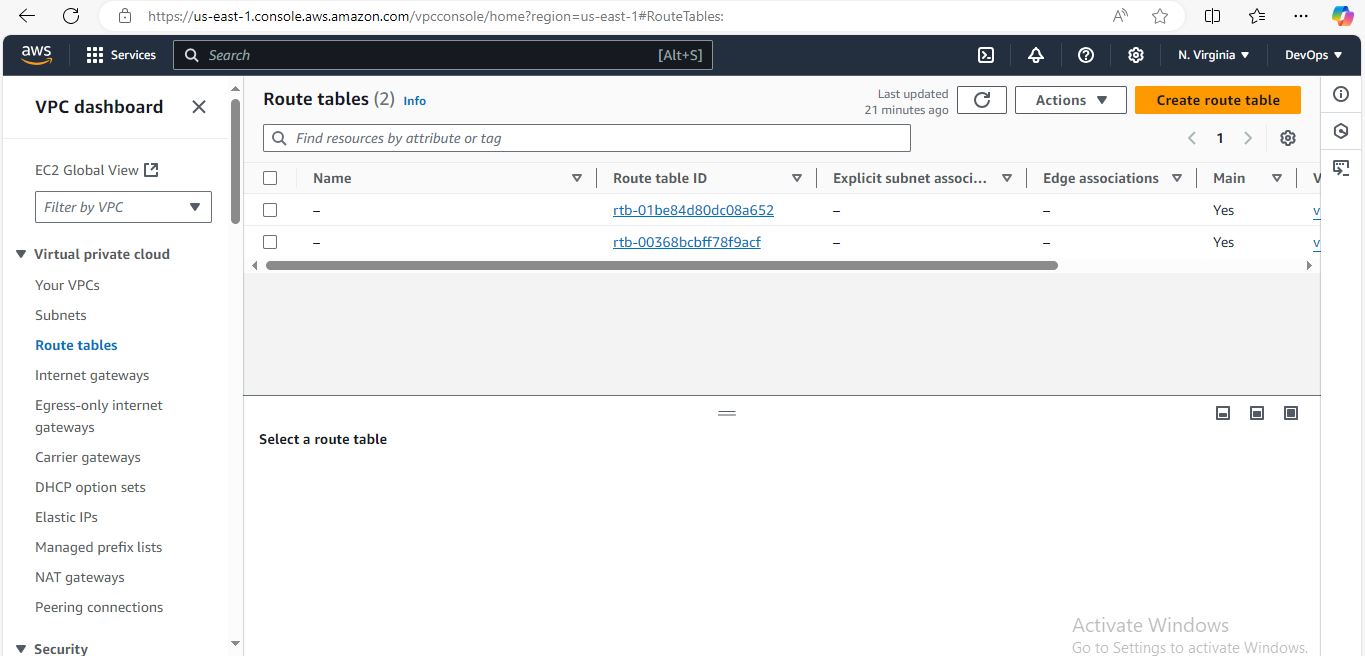 https://us-east-1.console.aws.amazon.com/vpcconsole/home?region=us-east-1#RouteTables:
aws
Services
Search
[Alt+S]
N. Virginia
DevOps
VPC dashboard
EC2 Global View
Filter by VPC
Virtual private cloud
Your VPCs
Subnets
Route tables
Internet gateways
Egress-only internet
gateways
Carrier gateways
DHCP option sets
Elastic IPs
Managed prefix lists
NAT gateways
Peering connections
Security
Route tables (2) Info
Last updated
21 minutes ago
Actions
Create route table
Find resources by attribute or tag
1
Name Route table ID Explicit subnet associ... Edge associations Main V
– rtb-01be84d80dc08a652 – – Yes v
– rtb-00368bcbff78f9acf – – Yes v
Select a route table
Activate Windows
Go to Settings to activate Windows.